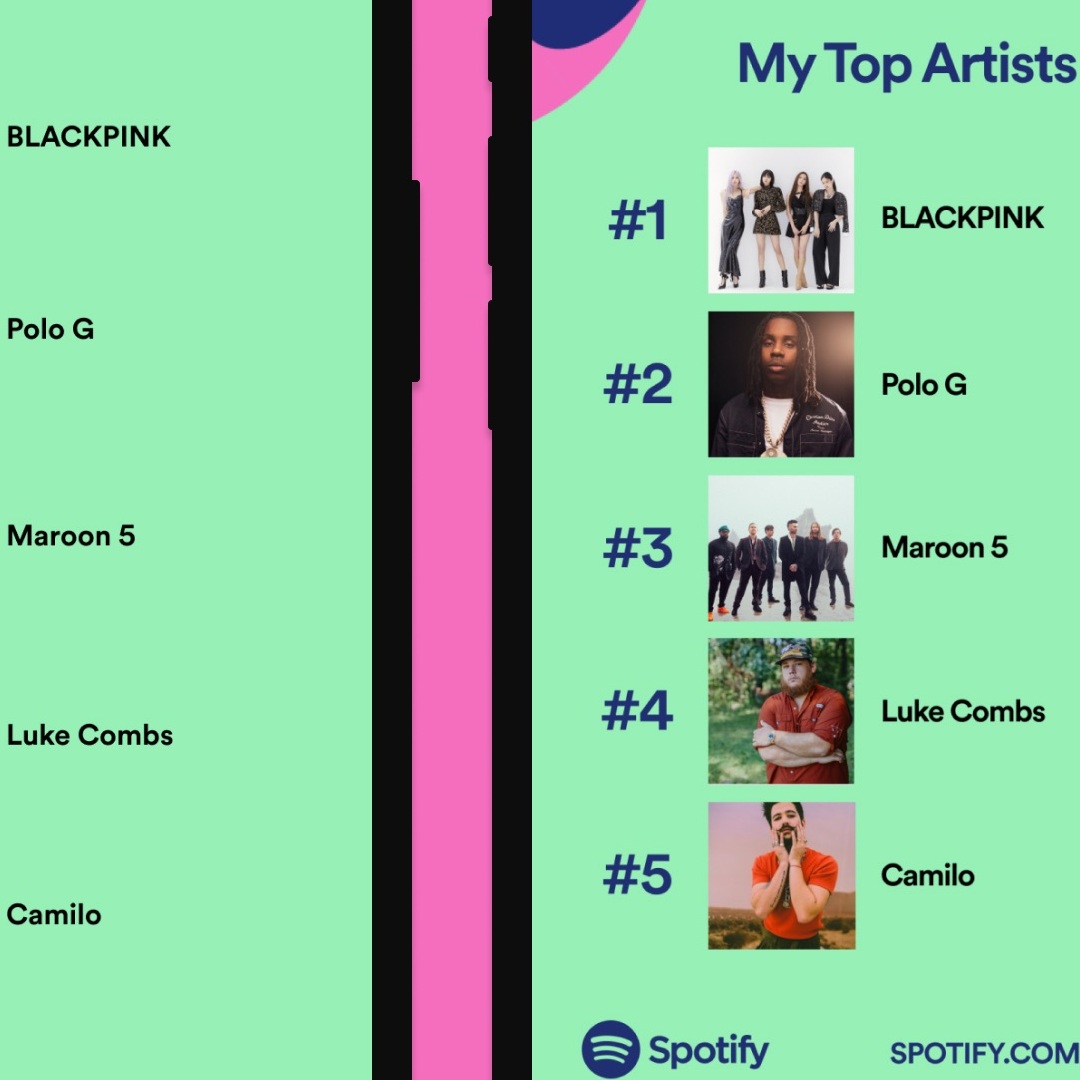 BLACKPINK
Polo G
Maroon 5
Luke Combs
Camilo
My Top Artists
#1 BLACKPINK
#2 Polo G
#3 Maroon 5
#4 Luke Combs
#5 Camilo
Spotify
SPOTIFY.COM